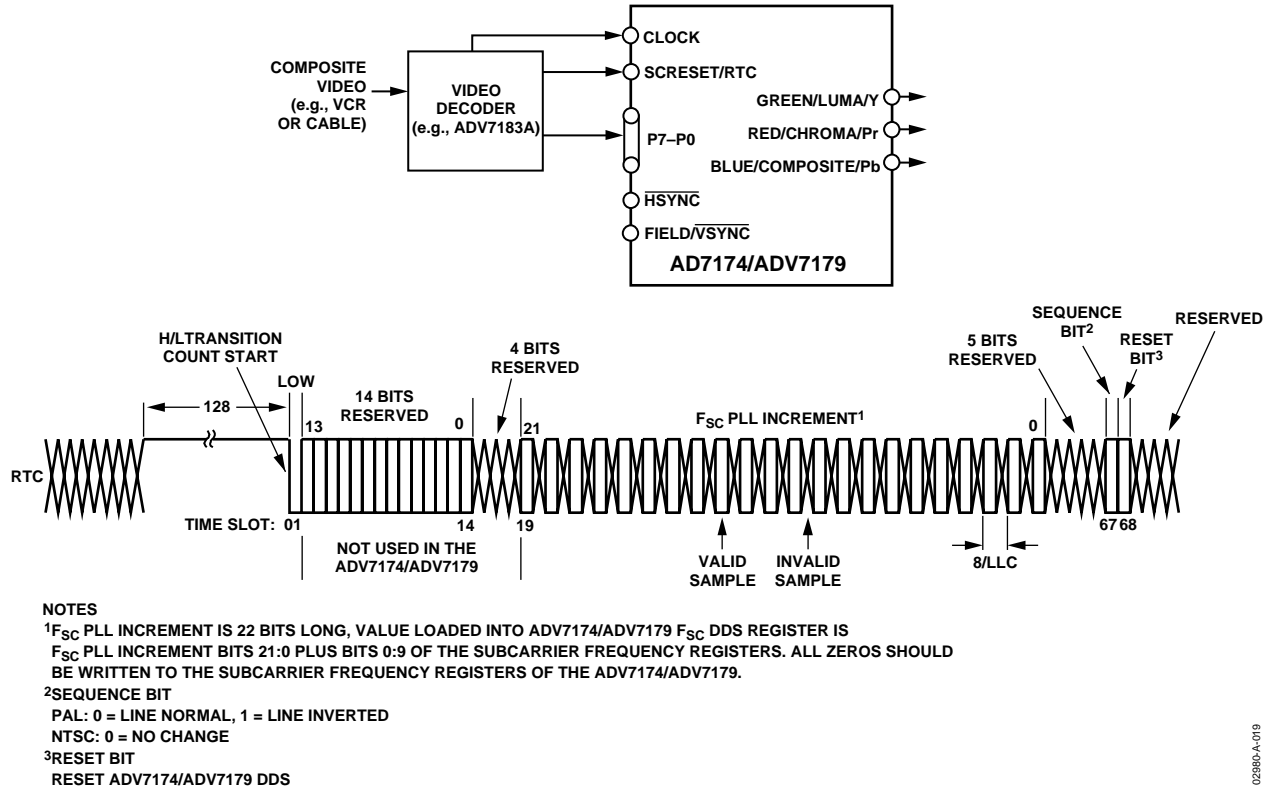 COMPOSITE
VIDEO
(e.g., VCR
OR CABLE)
VIDEO
DECODER
(e.g., ADV7183A)
CLOCK
SCRESET/RTC
P7–P0
HSYNC
FIELD/VSYNC
GREEN/LUMA/Y
RED/CHROMA/Pr
BLUE/COMPOSITE/Pb
AD7174/ADV7179
H/LTRANSITION
COUNT START
LOW
128
13
14 BITS
RESERVED
0
4 BITS
RESERVED
21
FSC PLL INCREMENT1
0
5 BITS
RESERVED
SEQUENCE
BIT2
RESET
BIT3
RESERVED
RTC
TIME SLOT: 01
14
19
67 68
NOT USED IN THE
ADV7174/ADV7179
VALID
SAMPLE
INVALID
SAMPLE
8/LLC
NOTES
1FSC PLL INCREMENT IS 22 BITS LONG, VALUE LOADED INTO ADV7174/ADV7179 FSC DDS REGISTER IS
FSC PLL INCREMENT BITS 21:0 PLUS BITS 0:9 OF THE SUBCARRIER FREQUENCY REGISTERS. ALL ZEROS SHOULD
BE WRITTEN TO THE SUBCARRIER FREQUENCY REGISTERS OF THE ADV7174/ADV7179.
2SEQUENCE BIT
PAL: 0 = LINE NORMAL, 1 = LINE INVERTED
NTSC: 0 = NO CHANGE
3RESET BIT
RESET ADV7174/ADV7179 DDS
02980-A-019